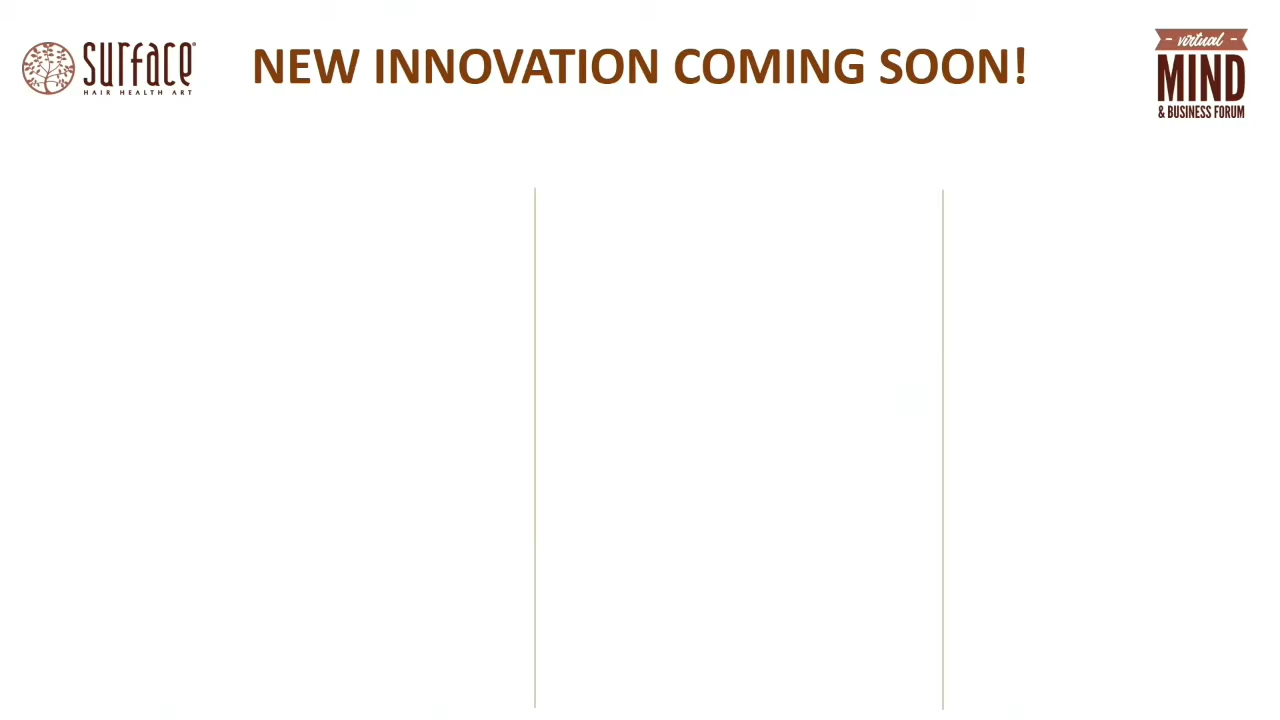 surface®
HAIR HEALTH ART
NEW INNOVATION COMING SOON!
virtual
MIND
& BUSINESS FORUM